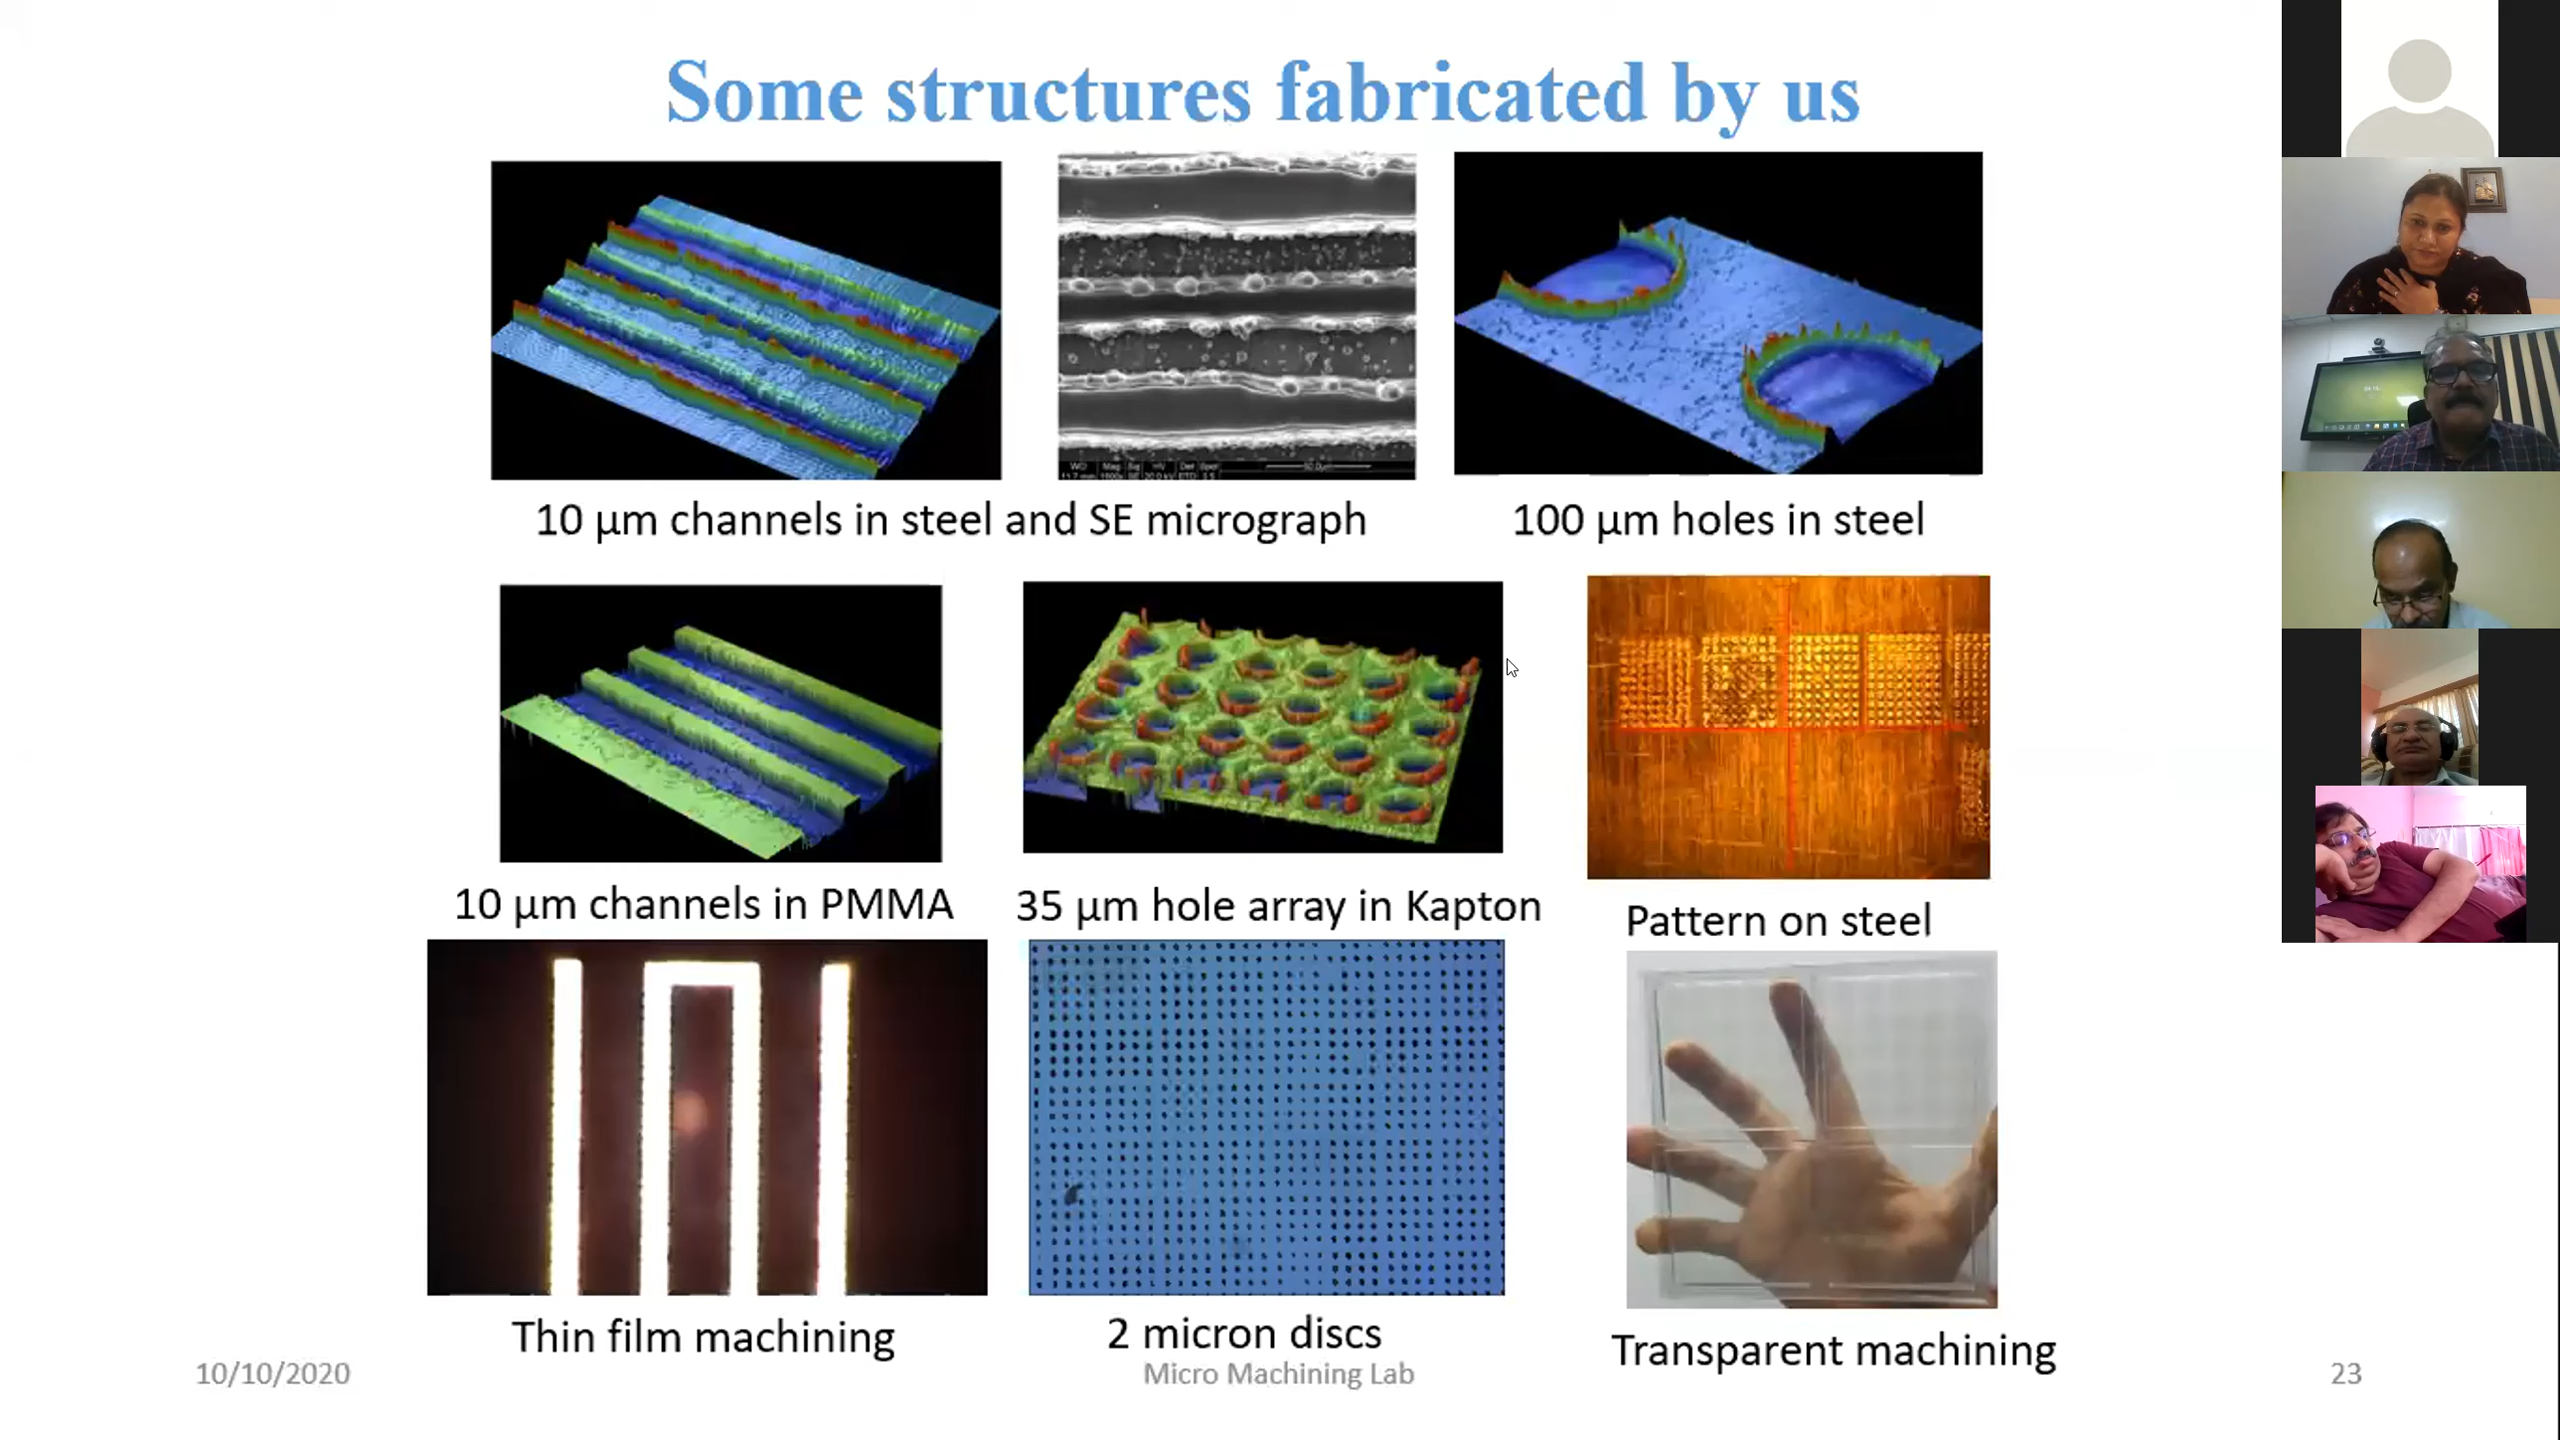 Some structures fabricated by us
10 µm channels in steel and SE micrograph
100 µm holes in steel
10 µm channels in PMMA
35 µm hole array in Kapton
Pattern on steel
Thin film machining
2 micron discs
Transparent machining
10/10/2020
Micro Machining Lab
23